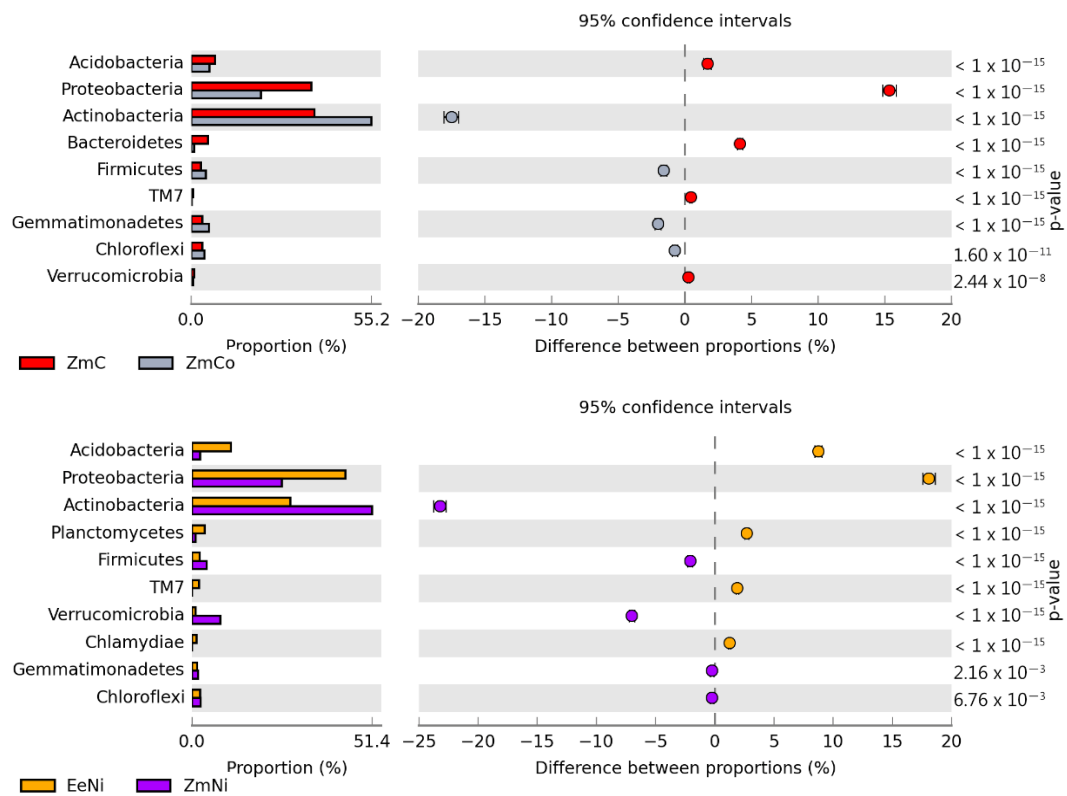 95% confidence intervals
Acidobacteria < 1 x 10⁻¹⁵
Proteobacteria < 1 x 10⁻¹⁵
Actinobacteria < 1 x 10⁻¹⁵
Bacteroidetes < 1 x 10⁻¹⁵
Firmicutes < 1 x 10⁻¹⁵
TM7 < 1 x 10⁻¹⁵
Gemmatimonadetes < 1 x 10⁻¹⁵
Chloroflexi 1.60 x 10⁻¹¹
Verrucomicrobia 2.44 x 10⁻⁸
p-value
0.0 55.2 −20 −15 −10 −5 0 5 10 15 20
Proportion (%) Difference between proportions (%)
ZmC ZmCo
95% confidence intervals
Acidobacteria < 1 x 10⁻¹⁵
Proteobacteria < 1 x 10⁻¹⁵
Actinobacteria < 1 x 10⁻¹⁵
Planctomycetes < 1 x 10⁻¹⁵
Firmicutes < 1 x 10⁻¹⁵
TM7 < 1 x 10⁻¹⁵
Verrucomicrobia < 1 x 10⁻¹⁵
Chlamydiae < 1 x 10⁻¹⁵
Gemmatimonadetes 2.16 x 10⁻³
Chloroflexi 6.76 x 10⁻³
p-value
0.0 51.4 −25 −20 −15 −10 −5 0 5 10 15 20
Proportion (%) Difference between proportions (%)
EeNi ZmNi